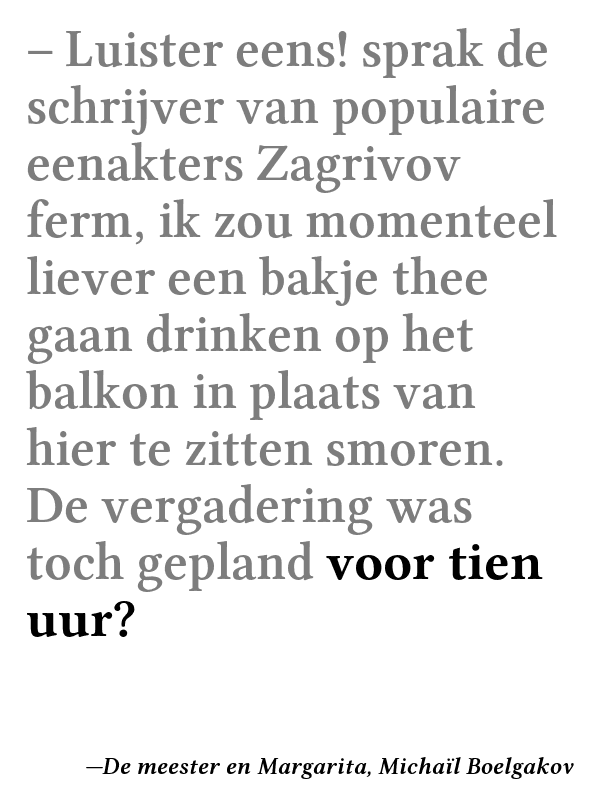 – Luister eens! sprak de
schrijver van populaire
eenakters Zagrivov
ferm, ik zou momenteel
liever een bakje thee
gaan drinken op het
balkon in plaats van
hier te zitten smoren.
De vergadering was
toch gepland voor tien
uur?
—De meester en Margarita, Michaïl Boelgakov